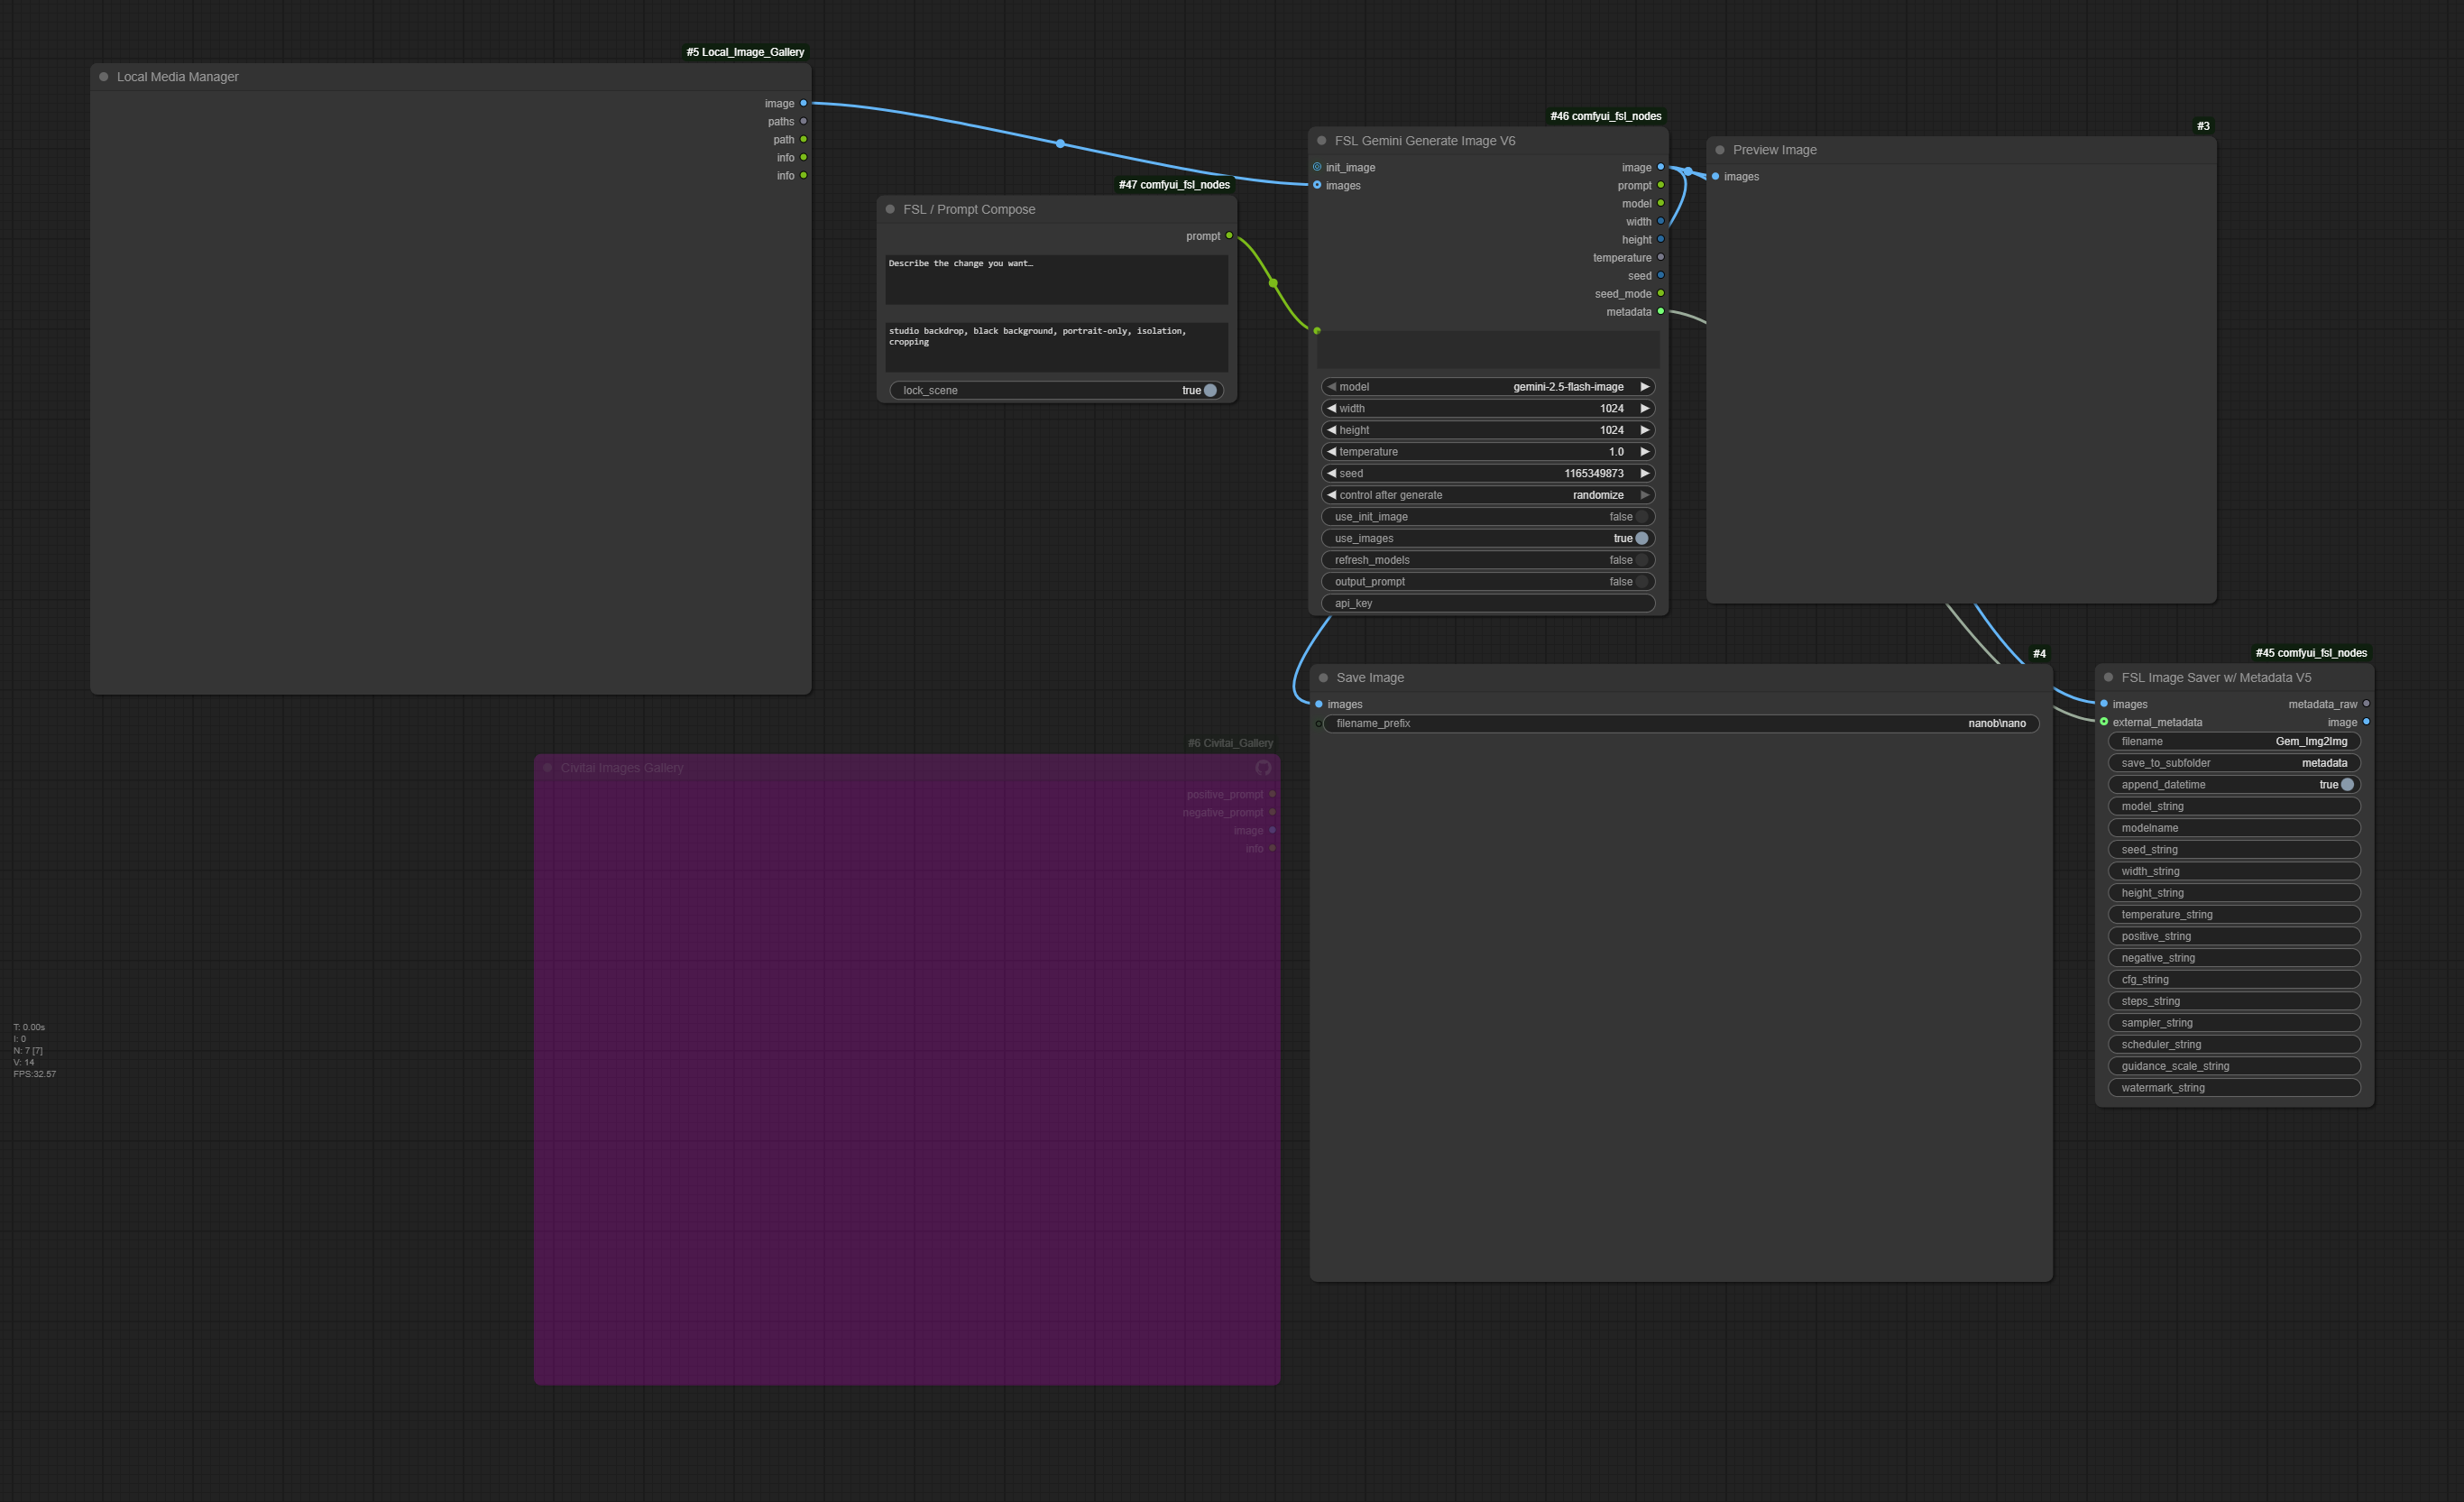 #5 Local_Image_Gallery
Local Media Manager
image
paths
path
info
info
#47 comfyui_fsl_nodes
FSL / Prompt Compose
prompt
Describe the change you want…
studio backdrop, black background, portrait-only, isolation,
cropping
lock_scene true
#46 comfyui_fsl_nodes
FSL Gemini Generate Image V6
init_image image
images prompt
model
width
height
temperature
seed
seed_mode
metadata
model gemini-2.5-flash-image
width 1024
height 1024
temperature 1.0
seed 1165349873
control after generate randomize
use_init_image false
use_images true
refresh_models false
output_prompt false
api_key
#3
Preview Image
images
#4
Save Image
images
filename_prefix nanob\nano
#45 comfyui_fsl_nodes
FSL Image Saver w/ Metadata V5
images metadata_raw
external_metadata image
filename Gem_Img2Img
save_to_subfolder metadata
append_datetime true
model_string
modelname
seed_string
width_string
height_string
temperature_string
positive_string
negative_string
cfg_string
steps_string
sampler_string
scheduler_string
guidance_scale_string
watermark_string
#6 Civitai_Gallery
Civitai Images Gallery
positive_prompt
negative_prompt
image
info
T: 0.00s
I: 0
N: 7 [7]
V: 14
FPS:32.57